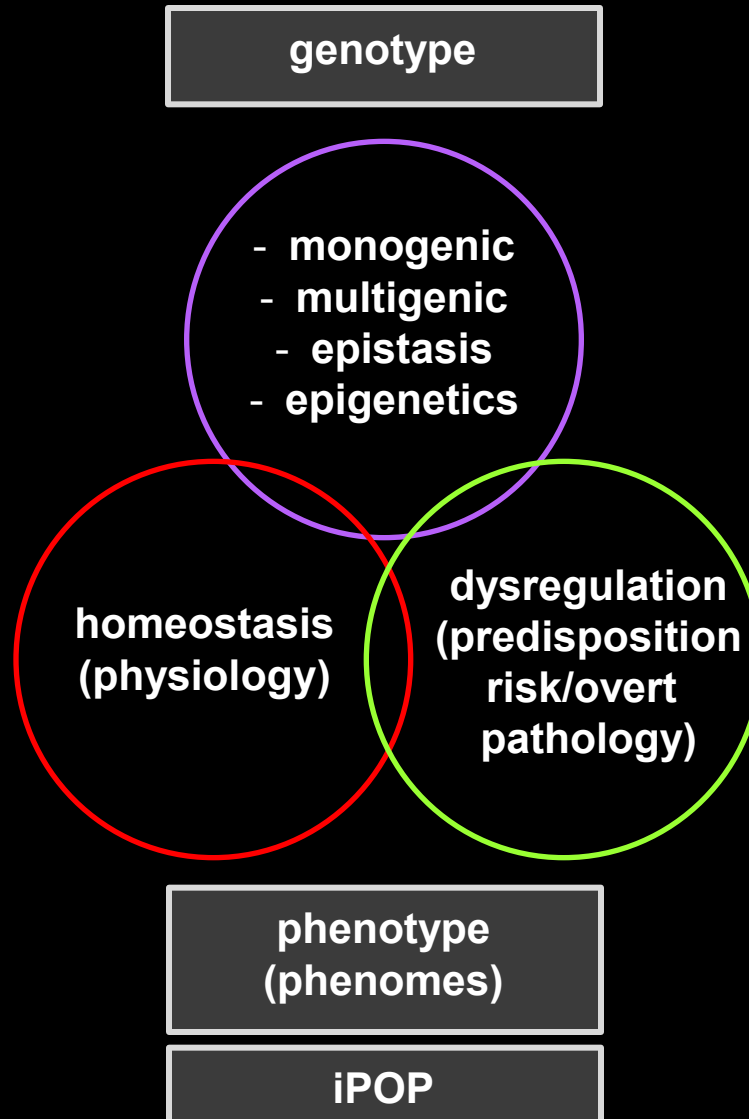 genotype
- monogenic
- multigenic
- epistasis
- epigenetics
homeostasis
(physiology)
dysregulation
(predisposition
risk/overt
pathology)
phenotype
(phenomes)
iPOP